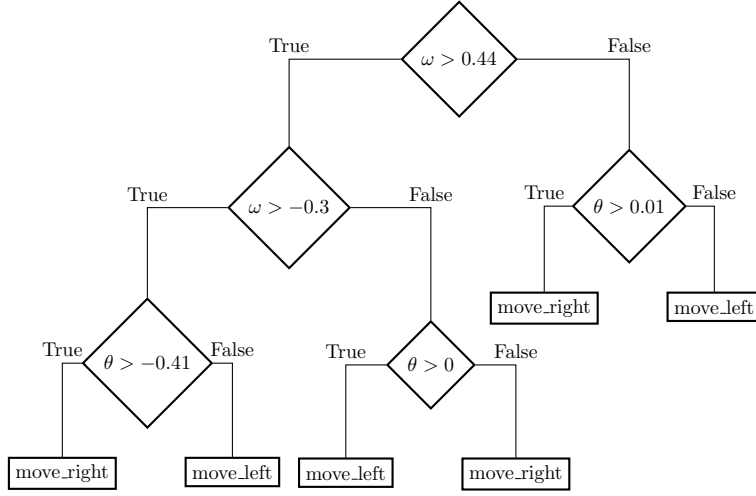 True
ω > 0.44
False
True
ω > −0.3
False
True
θ > 0.01
False
move_right
move_left
True
θ > −0.41
False
True
θ > 0
False
move_right
move_left
move_left
move_right